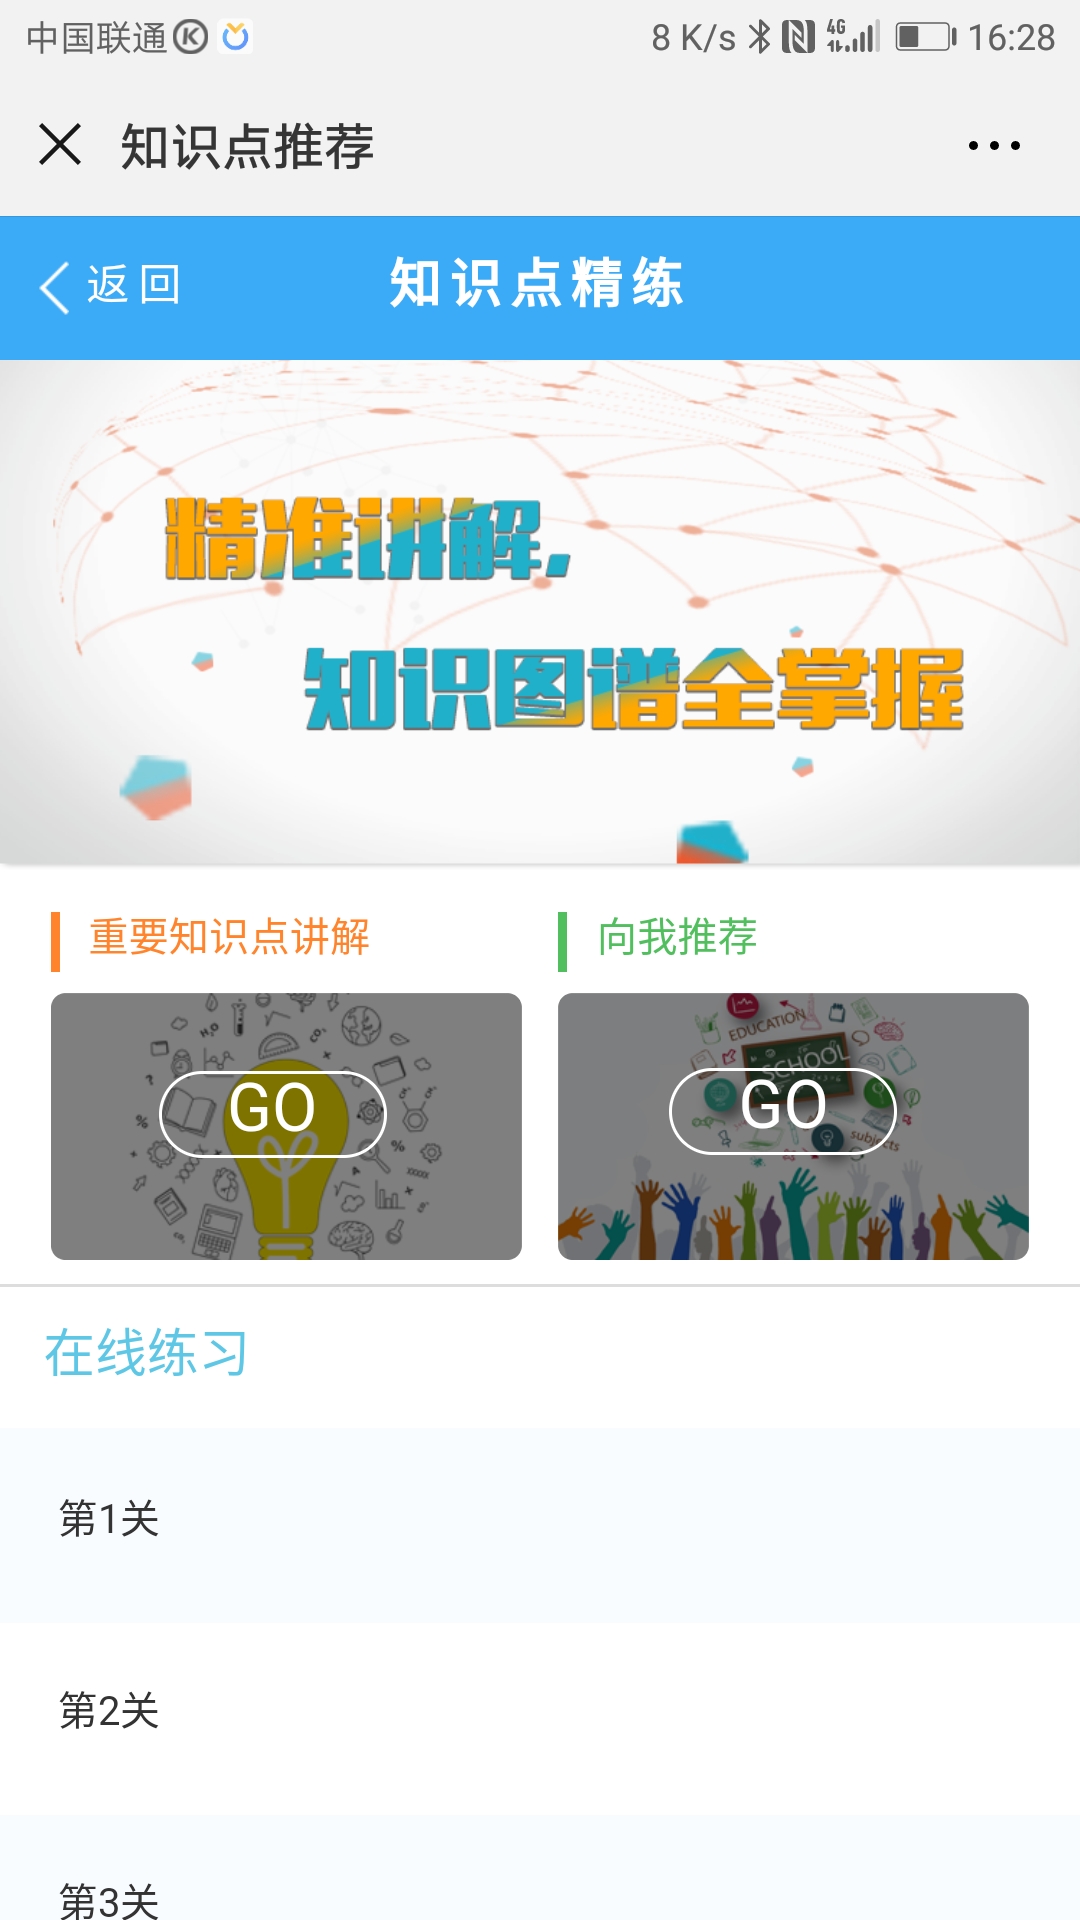 中国联通 8 K/s 4G 16:28
知识点推荐
返回 知识点精练
精准讲解,
知识图谱全掌握
重要知识点讲解 向我推荐
GO
EDUCATION
SCHOOL
GO
subjects
在线练习
第1关
第2关
第3关